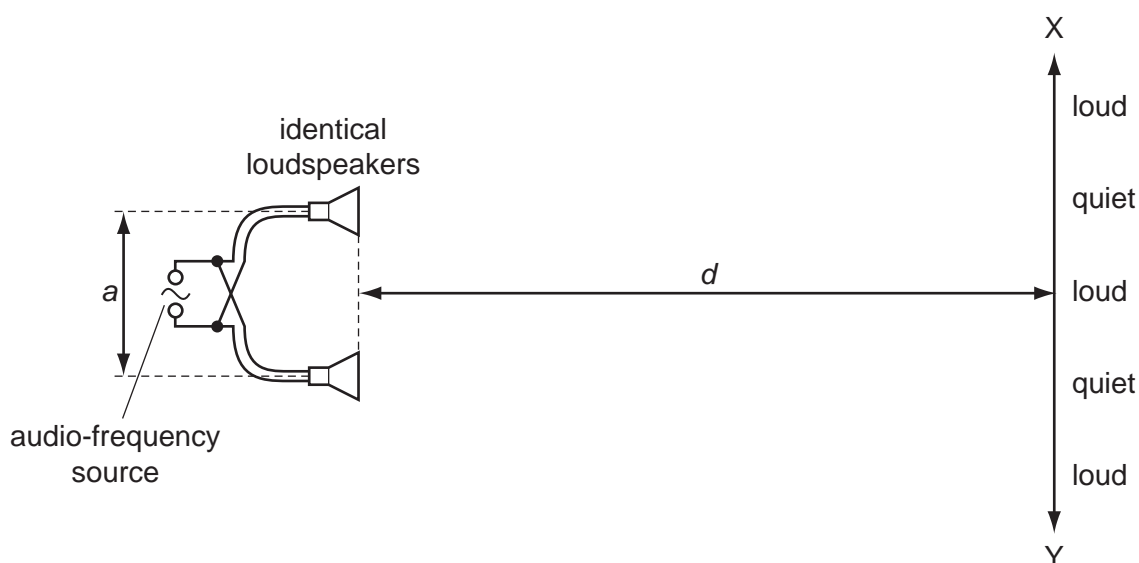 X
loud
identical
loudspeakers
quiet
a
d
loud
quiet
audio-frequency
source
loud
Y